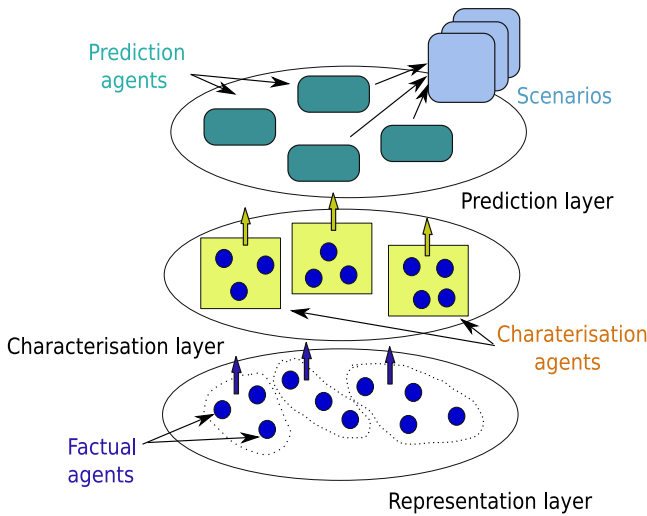 Prediction
agents
Scenarios
Prediction layer
Charaterisation
agents
Characterisation layer
Factual
agents
Representation layer